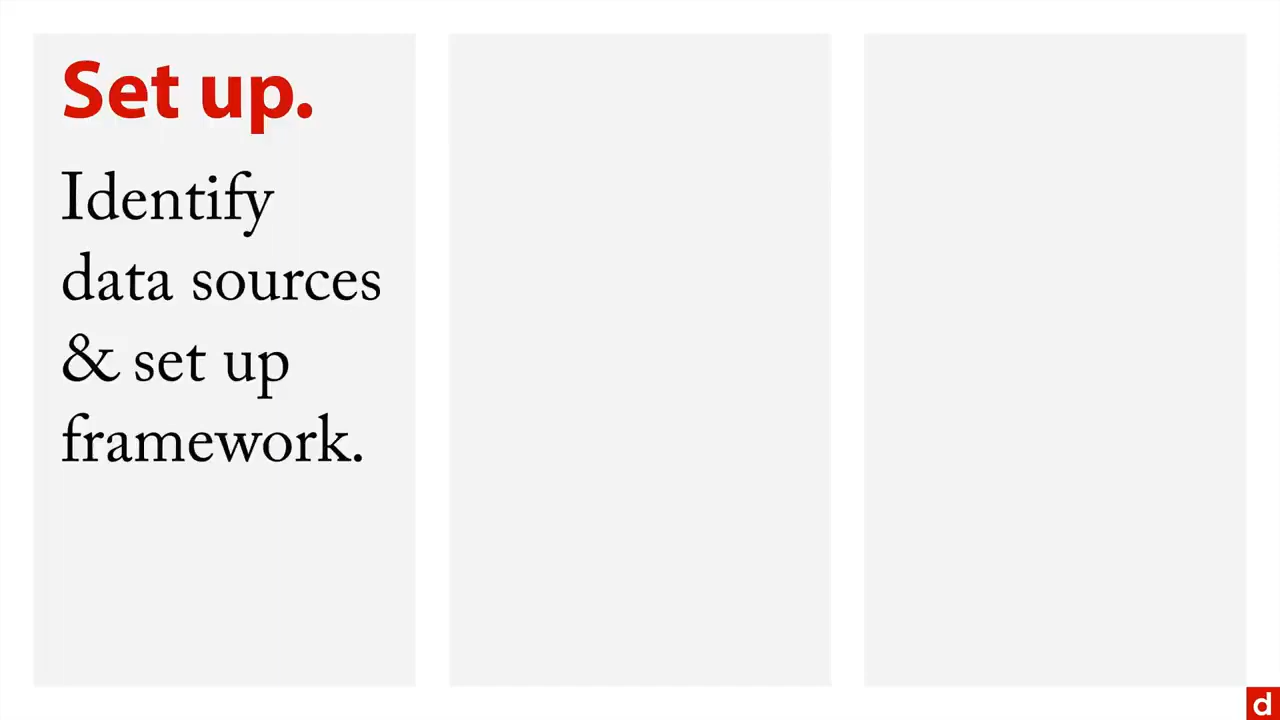 Set up.
Identify
data sources
& set up
framework.
d